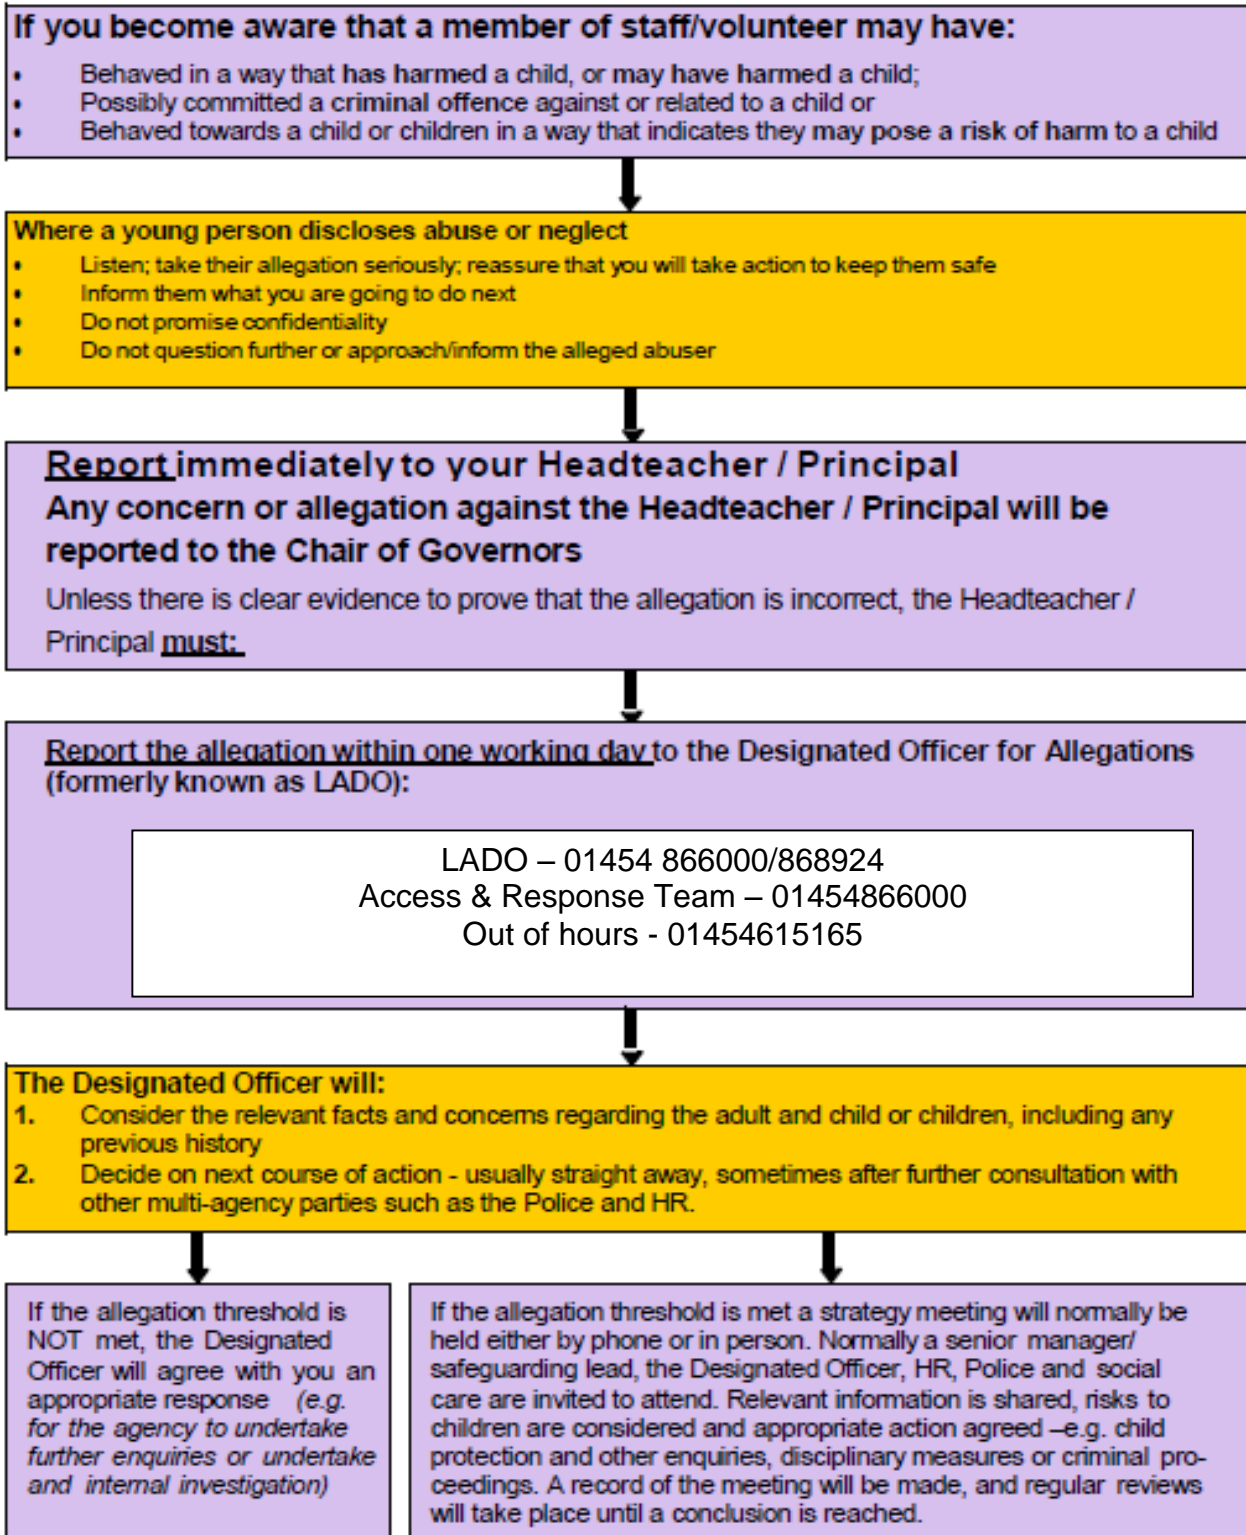 If you become aware that a member of staff/volunteer may have:
• Behaved in a way that has harmed a child, or may have harmed a child;
• Possibly committed a criminal offence against or related to a child or
• Behaved towards a child or children in a way that indicates they may pose a risk of harm to a child
Where a young person discloses abuse or neglect
• Listen; take their allegation seriously; reassure that you will take action to keep them safe
• Inform them what you are going to do next
• Do not promise confidentiality
• Do not question further or approach/inform the alleged abuser
Report immediately to your Headteacher / Principal
Any concern or allegation against the Headteacher / Principal will be
reported to the Chair of Governors
Unless there is clear evidence to prove that the allegation is incorrect, the Headteacher /
Principal must:
Report the allegation within one working day to the Designated Officer for Allegations
(formerly known as LADO):
LADO – 01454 866000/868924
Access & Response Team – 01454866000
Out of hours - 01454615165
The Designated Officer will:
1. Consider the relevant facts and concerns regarding the adult and child or children, including any
previous history
2. Decide on next course of action - usually straight away, sometimes after further consultation with
other multi-agency parties such as the Police and HR.
If the allegation threshold is
NOT met, the Designated
Officer will agree with you an
appropriate response (e.g.
for the agency to undertake
further enquiries or undertake
and internal investigation)
If the allegation threshold is met a strategy meeting will normally be
held either by phone or in person. Normally a senior manager/
safeguarding lead, the Designated Officer, HR, Police and social
care are invited to attend. Relevant information is shared, risks to
children are considered and appropriate action agreed –e.g. child
protection and other enquiries, disciplinary measures or criminal pro-
ceedings. A record of the meeting will be made, and regular reviews
will take place until a conclusion is reached.